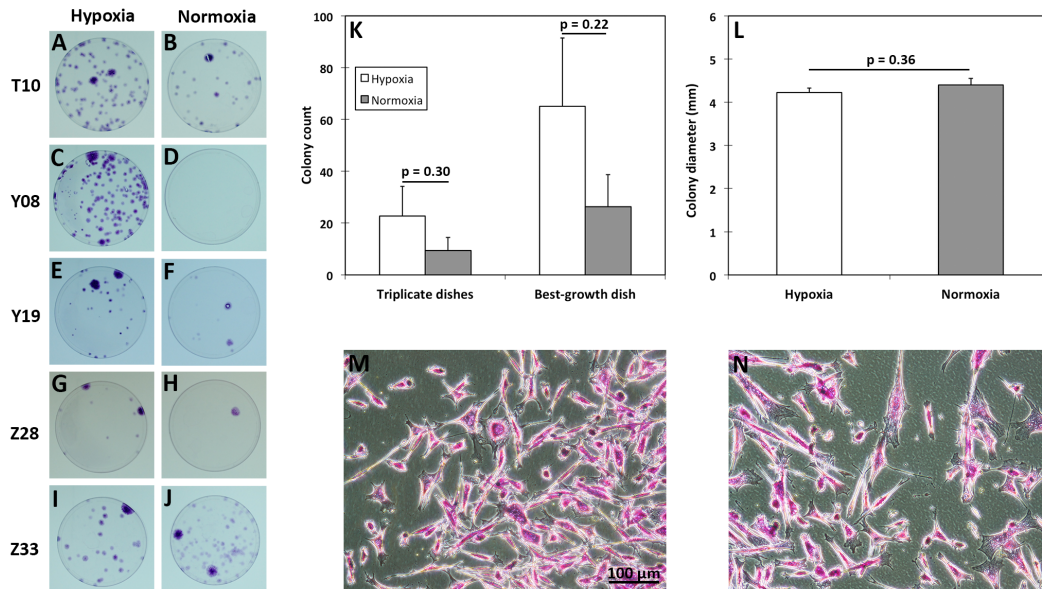 Hypoxia Normoxia
A B
T10
C D
Y08
E F
Y19
G H
Z28
I J
Z33
K
100
80
60
40
20
0
Colony count
Hypoxia
Normoxia
p = 0.30
p = 0.22
Triplicate dishes Best-growth dish
L
6
5
4
3
2
1
0
Colony diameter (mm)
p = 0.36
Hypoxia Normoxia
M
100 µm
N